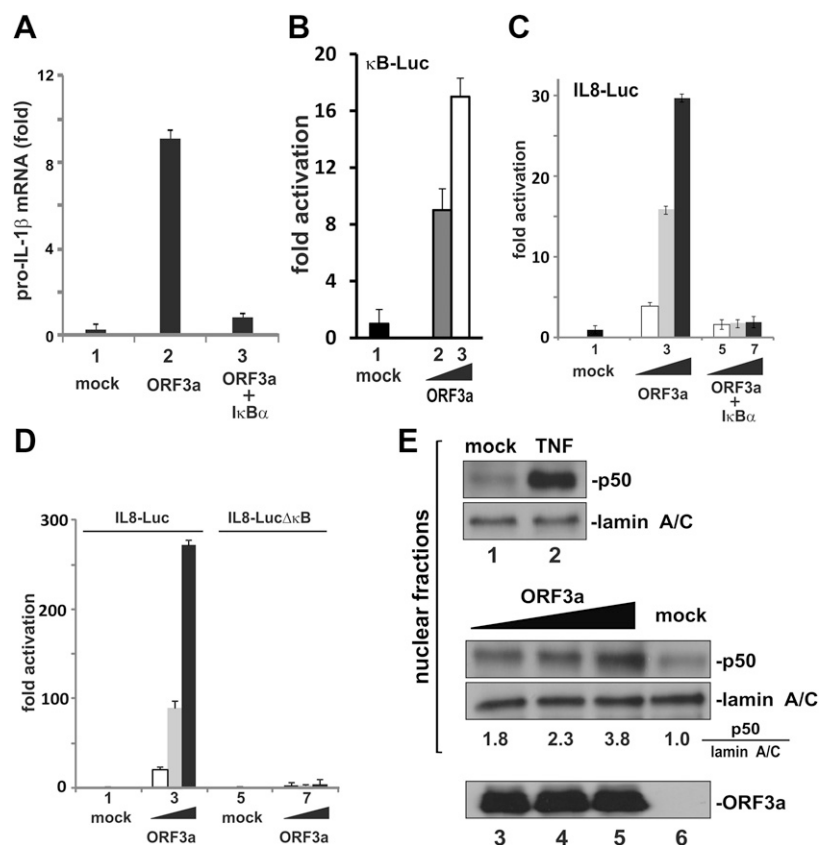 A
pro-IL-1β mRNA (fold)
12
9
6
4
0
1
2
3
mock
ORF3a
ORF3a
+
IκBα
B
κB-Luc
fold activation
20
16
12
8
4
0
1
2
3
mock
ORF3a
C
IL8-Luc
fold activation
30
20
10
0
1
3
5
7
mock
ORF3a
ORF3a
+
IκBα
D
IL8-Luc
IL8-LucΔκB
fold activation
300
200
100
0
1
3
5
7
mock
ORF3a
mock
ORF3a
E
nuclear fractions
mock TNF
-p50
-lamin A/C
1 2
ORF3a
mock
-p50
-lamin A/C
1.8 2.3 3.8 1.0
p50
lamin A/C
-ORF3a
3 4 5 6